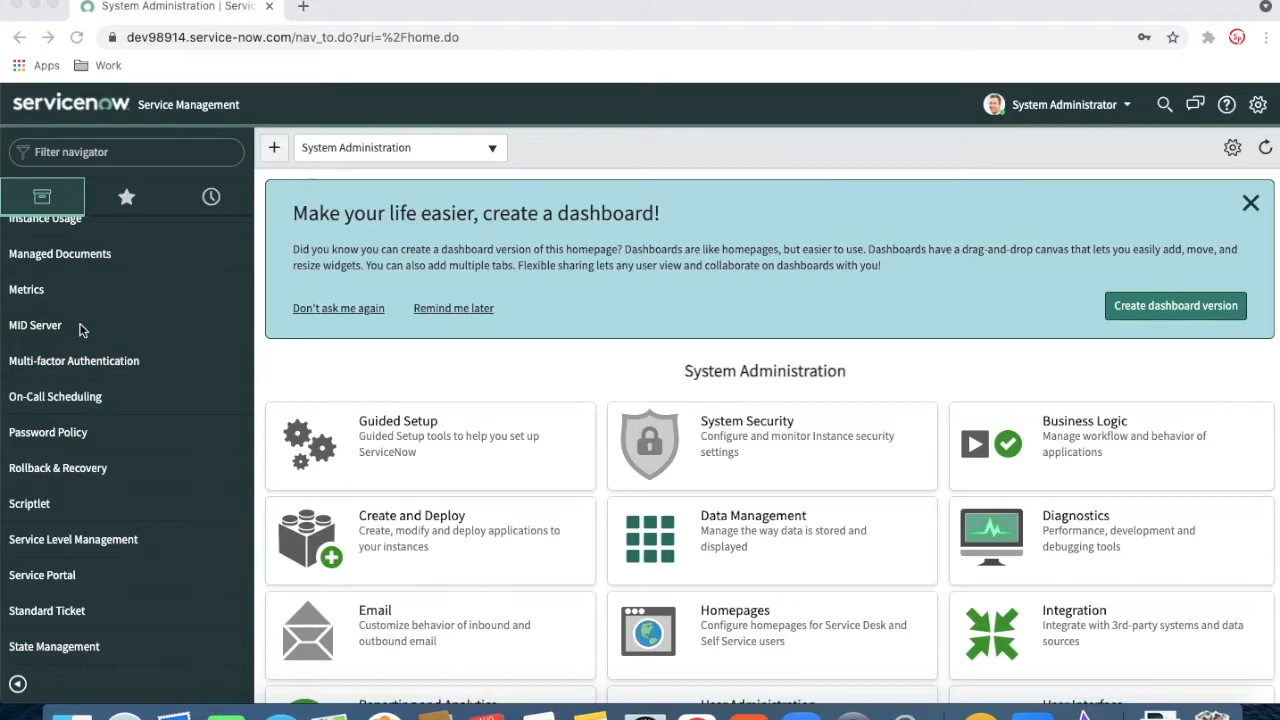 System Administration | Servic
dev98914.service-now.com/nav_to.do?uri=%2Fhome.do
Apps
Work
servicenow Service Management
System Administrator
Filter navigator
System Administration
Instance Usage
Managed Documents
Metrics
MID Server
Multi-factor Authentication
On-Call Scheduling
Password Policy
Rollback & Recovery
Scriptlet
Service Level Management
Service Portal
Standard Ticket
State Management
Make your life easier, create a dashboard!
Did you know you can create a dashboard version of this homepage? Dashboards are like homepages, but easier to use. Dashboards have a drag-and-drop canvas that lets you easily add, move, and
resize widgets. You can also add multiple tabs. Flexible sharing lets any user view and collaborate on dashboards with you!
Don't ask me again
Remind me later
Create dashboard version
System Administration
Guided Setup
Guided Setup tools to help you set up
ServiceNow
System Security
Configure and monitor Instance security
settings
Business Logic
Manage workflow and behavior of
applications
Create and Deploy
Create, modify and deploy applications to
your instances
Data Management
Manage the way data is stored and
displayed
Diagnostics
Performance, development and
debugging tools
Email
Customize behavior of inbound and
outbound email
Homepages
Configure homepages for Service Desk and
Self Service users
Integration
Integrate with 3rd-party systems and data
sources
Reporting and Analytics
User Administration
User Interface